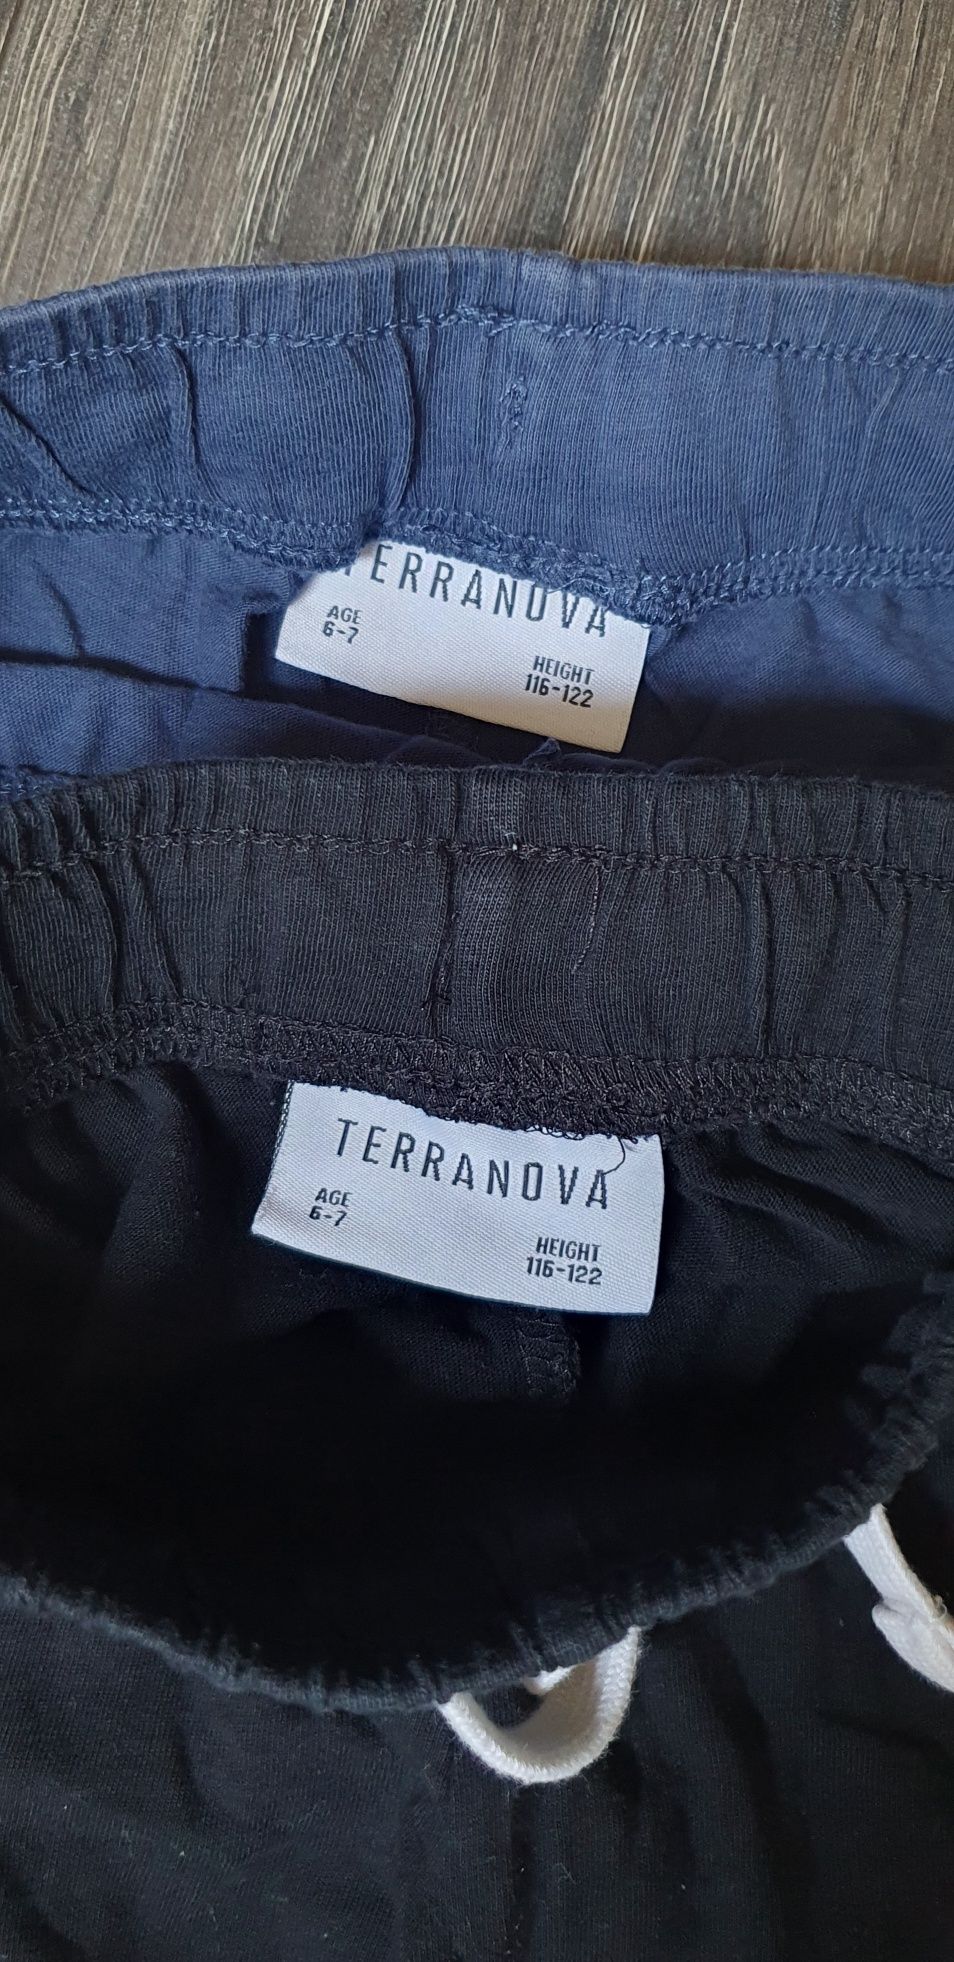 TERRANOVA
AGE
6-7
HEIGHT
116-122
TERRANOVA
AGE
6-7
HEIGHT
116-122